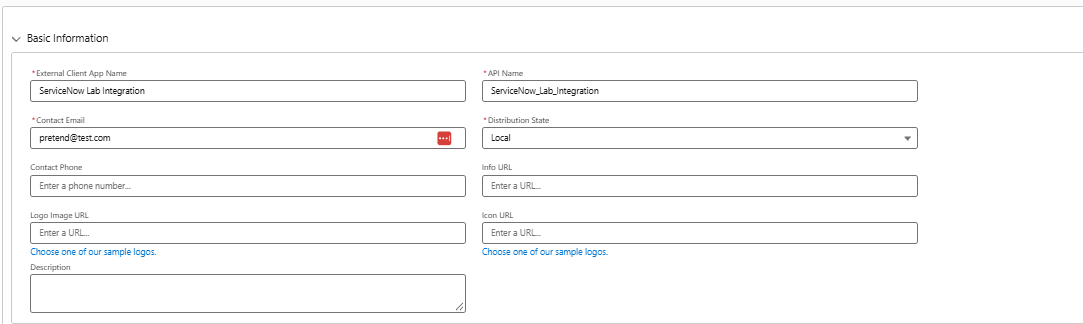 Basic Information
*External Client App Name
*API Name
ServiceNow Lab Integration
ServiceNow_Lab_Integration
*Contact Email
*Distribution State
pretend@test.com
Local
Contact Phone
Info URL
Enter a phone number...
Enter a URL...
Logo Image URL
Icon URL
Enter a URL...
Enter a URL...
Choose one of our sample logos.
Choose one of our sample logos.
Description